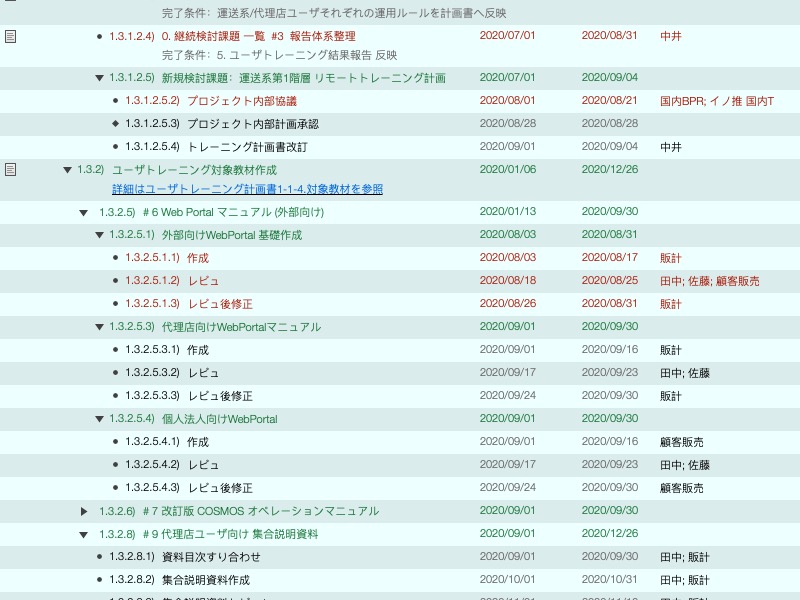 完了条件：運送系/代理店ユーザそれぞれの運用ルールを計画書へ反映
1.3.1.2.4) 0. 継続検討課題 一覧 #3 報告体系整理 2020/07/01 2020/08/31 中井
完了条件：5. ユーザトレーニング結果報告 反映
1.3.1.2.5) 新規検討課題：運送系第1階層 リモートトレーニング計画 2020/07/01 2020/09/04
1.3.1.2.5.2) プロジェクト内部協議 2020/08/01 2020/08/21 国内BPR; イノ推 国内T
1.3.1.2.5.3) プロジェクト内部計画承認 2020/08/28 2020/08/28
1.3.1.2.5.4) トレーニング計画書改訂 2020/09/01 2020/09/04 中井
1.3.2) ユーザトレーニング対象教材作成 2020/01/06 2020/12/26
詳細はユーザトレーニング計画書1-1-4.対象教材を参照
1.3.2.5) #6 Web Portal マニュアル (外部向け) 2020/01/13 2020/09/30
1.3.2.5.1) 外部向けWebPortal 基礎作成 2020/08/03 2020/08/31
1.3.2.5.1.1) 作成 2020/08/03 2020/08/17 販計
1.3.2.5.1.2) レビュ 2020/08/18 2020/08/25 田中; 佐藤; 顧客販売
1.3.2.5.1.3) レビュ後修正 2020/08/26 2020/08/31 販計
1.3.2.5.3) 代理店向けWebPortalマニュアル 2020/09/01 2020/09/30
1.3.2.5.3.1) 作成 2020/09/01 2020/09/16 販計
1.3.2.5.3.2) レビュ 2020/09/17 2020/09/23 田中; 佐藤
1.3.2.5.3.3) レビュ後修正 2020/09/24 2020/09/30 販計
1.3.2.5.4) 個人法人向けWebPortal 2020/09/01 2020/09/30
1.3.2.5.4.1) 作成 2020/09/01 2020/09/16 顧客販売
1.3.2.5.4.2) レビュ 2020/09/17 2020/09/23 田中; 佐藤
1.3.2.5.4.3) レビュ後修正 2020/09/24 2020/09/30 顧客販売
1.3.2.6) #7 改訂版 COSMOS オペレーションマニュアル 2020/09/01 2020/09/30
1.3.2.8) #9 代理店ユーザ向け 集合説明資料 2020/09/01 2020/12/26
1.3.2.8.1) 資料目次すり合わせ 2020/09/01 2020/09/30 田中; 販計
1.3.2.8.2) 集合説明資料作成 2020/10/01 2020/10/31 田中; 販計